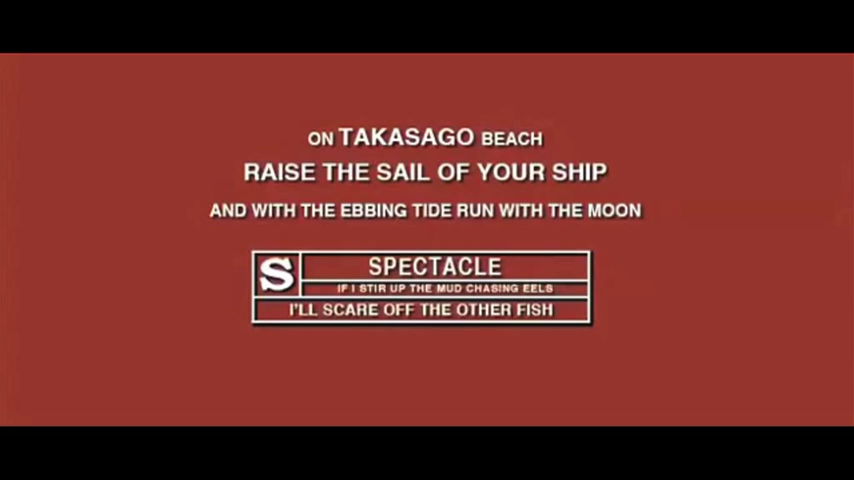 ON TAKASAGO BEACH
RAISE THE SAIL OF YOUR SHIP
AND WITH THE EBBING TIDE RUN WITH THE MOON
S
SPECTACLE
IF I STIR UP THE MUD CHASING EELS
I'LL SCARE OFF THE OTHER FISH